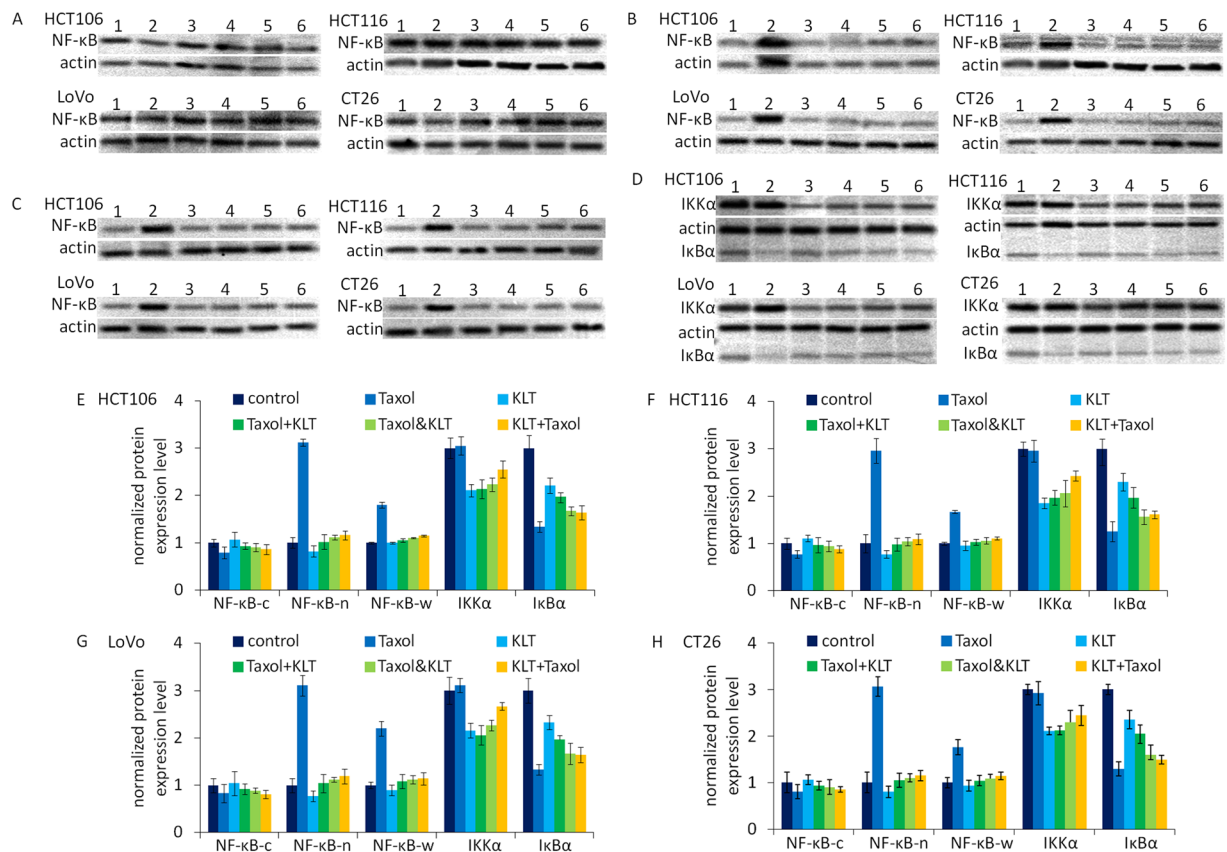 A HCT106 1 2 3 4 5 6
NF-κB
actin
HCT116 1 2 3 4 5 6
NF-κB
actin
LoVo 1 2 3 4 5 6
NF-κB
actin
CT26 1 2 3 4 5 6
NF-κB
actin
B HCT106 1 2 3 4 5 6
NF-κB
actin
HCT116 1 2 3 4 5 6
NF-κB
actin
LoVo 1 2 3 4 5 6
NF-κB
actin
CT26 1 2 3 4 5 6
NF-κB
actin
C HCT106 1 2 3 4 5 6
NF-κB
actin
HCT116 1 2 3 4 5 6
NF-κB
actin
LoVo 1 2 3 4 5 6
NF-κB
actin
CT26 1 2 3 4 5 6
NF-κB
actin
D HCT106 1 2 3 4 5 6
IKKα
actin
IκBα
HCT116 1 2 3 4 5 6
IKKα
actin
IκBα
LoVo 1 2 3 4 5 6
IKKα
actin
IκBα
CT26 1 2 3 4 5 6
IKKα
actin
IκBα
E HCT106
control Taxol KLT
Taxol+KLT Taxol&KLT KLT+Taxol
normalized protein
expression level
4
3
2
1
0
NF-κB-c NF-κB-n NF-κB-w IKKα IκBα
F HCT116
control Taxol KLT
Taxol+KLT Taxol&KLT KLT+Taxol
normalized protein
expression level
4
3
2
1
0
NF-κB-c NF-κB-n NF-κB-w IKKα IκBα
G LoVo
control Taxol KLT
Taxol+KLT Taxol&KLT KLT+Taxol
normalized protein
expression level
4
3
2
1
0
NF-κB-c NF-κB-n NF-κB-w IKKα IκBα
H CT26
control Taxol KLT
Taxol+KLT Taxol&KLT KLT+Taxol
normalized protein
expression level
4
3
2
1
0
NF-κB-c NF-κB-n NF-κB-w IKKα IκBα